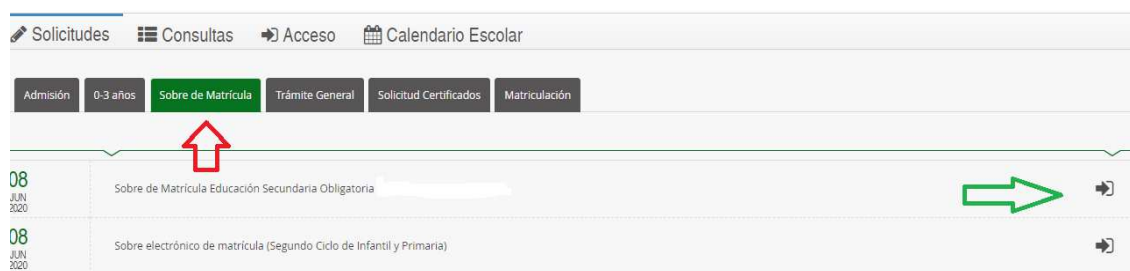 Solicitudes Consultas Acceso Calendario Escolar
Admisión 0-3 años Sobre de Matrícula Trámite General Solicitud Certificados Matriculación
08
JUN
2020
Sobre de Matrícula Educación Secundaria Obligatoria
08
JUN
2020
Sobre electrónico de matrícula (Segundo Ciclo de Infantil y Primaria)